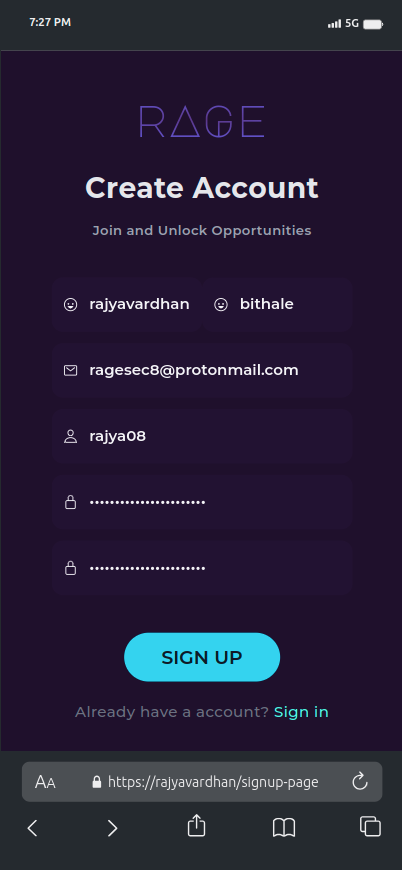 7:27 PM 5G
RAGE
Create Account
Join and Unlock Opportunities
rajyavardhan bithale
ragesec8@protonmail.com
rajya08
•••••••••••••••••••••••
•••••••••••••••••••••••
SIGN UP
Already have a account? Sign in
AA https://rajyavardhan/signup-page